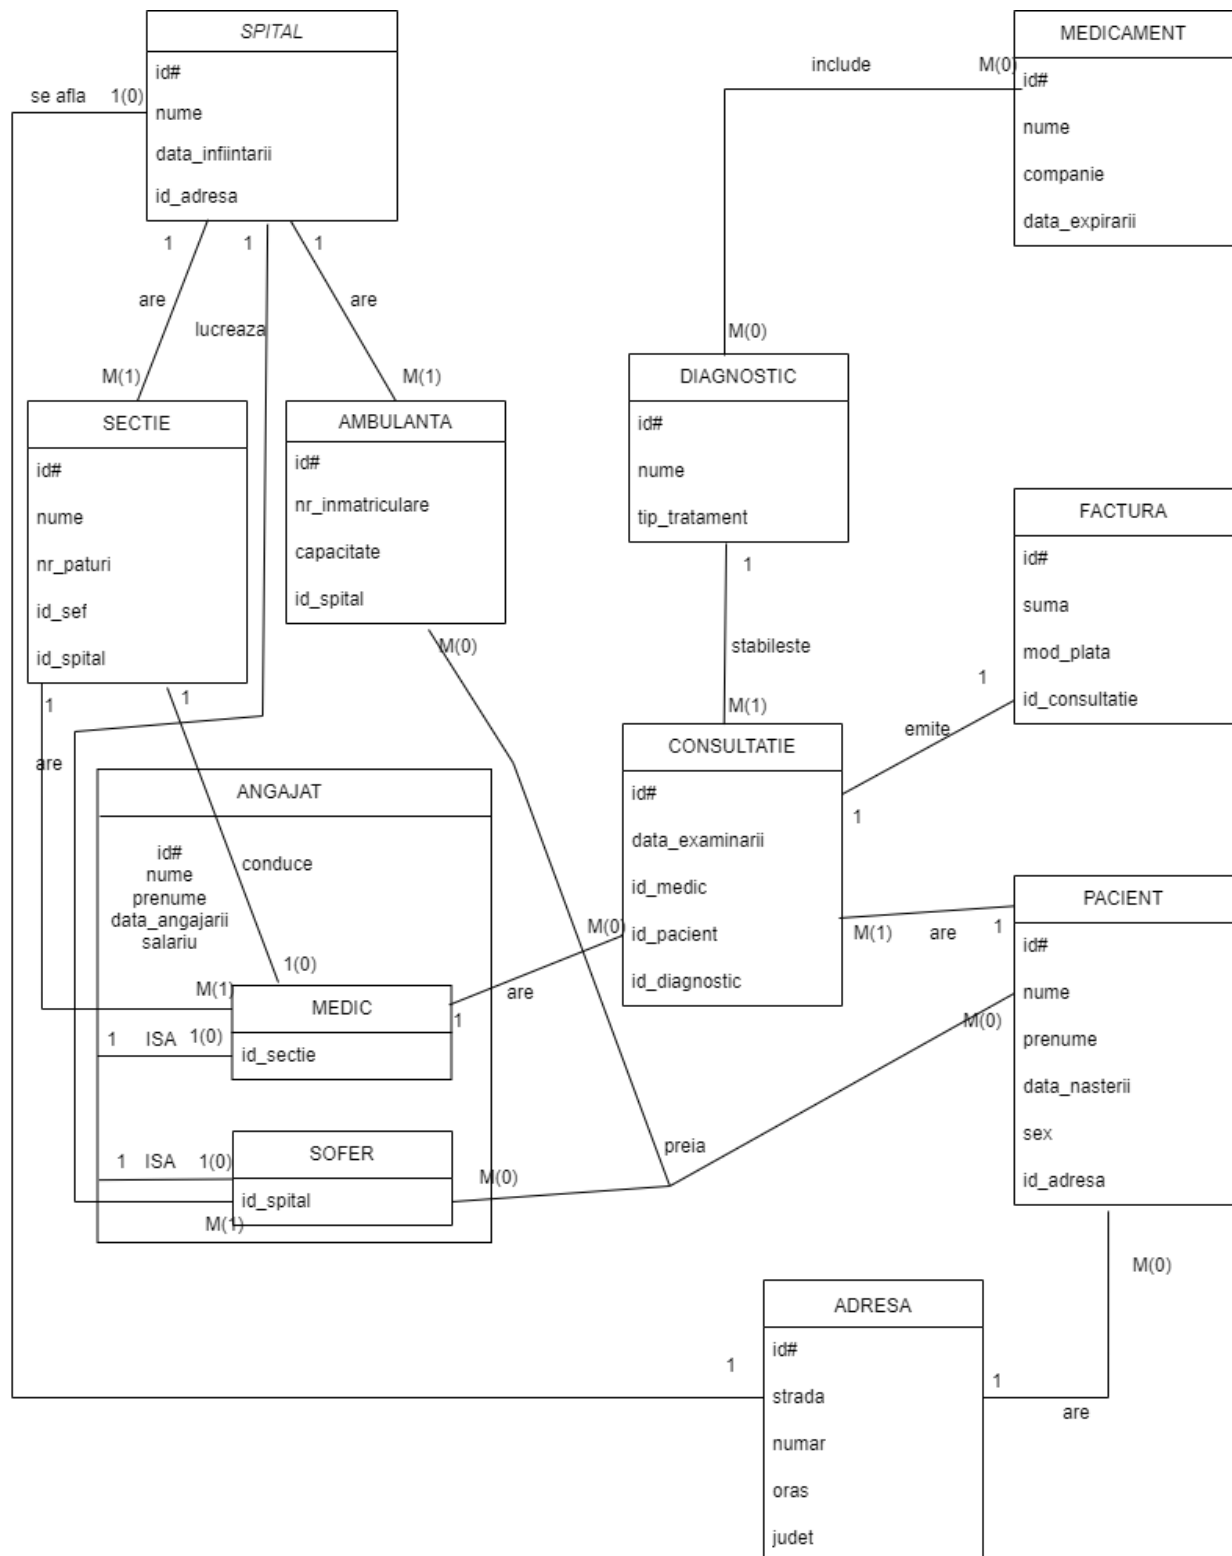 SPITAL
id#
nume
data_infiintarii
id_adresa
se afla
1(0)
1
1
1
are
lucreaza
are
M(1)
M(1)
MEDICAMENT
id#
nume
companie
data_expirarii
include
M(0)
M(0)
SECTIE
id#
nume
nr_paturi
id_sef
id_spital
AMBULANTA
id#
nr_inmatriculare
capacitate
id_spital
DIAGNOSTIC
id#
nume
tip_tratament
1
stabileste
M(1)
FACTURA
id#
suma
mod_plata
id_consultatie
1
emite
1
M(0)
1
1
are
conduce
CONSULTATIE
id#
data_examinarii
id_medic
id_pacient
id_diagnostic
ANGAJAT
id#
nume
prenume
data_angajarii
salariu
1(0)
M(1)
MEDIC
id_sectie
1
ISA
1(0)
1
are
M(0)
M(1)
are
1
PACIENT
id#
nume
prenume
data_nasterii
sex
id_adresa
M(0)
preia
M(0)
SOFER
id_spital
1
ISA
1(0)
M(1)
M(0)
ADRESA
id#
strada
numar
oras
judet
1
1
are